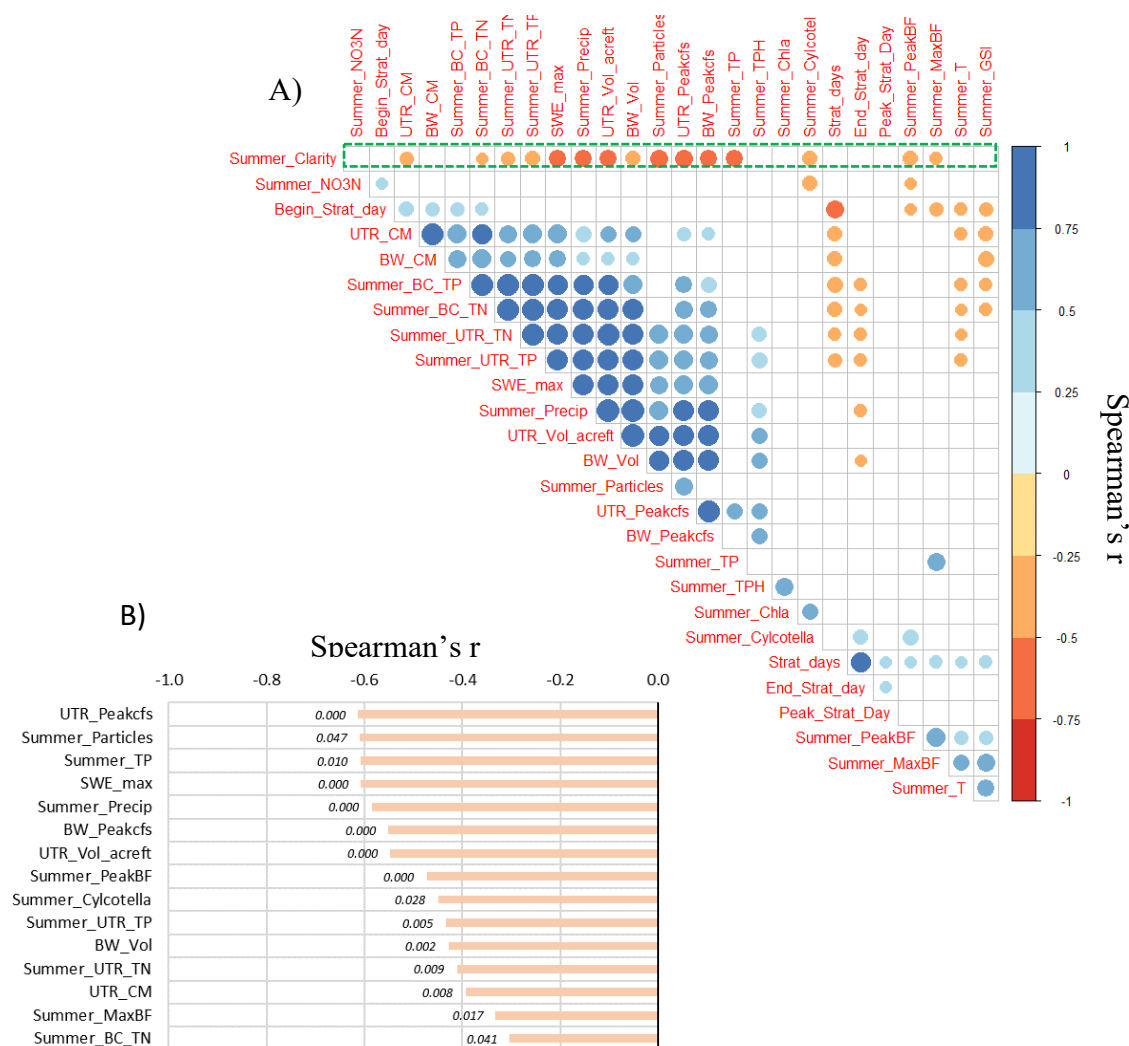 A)
Summer_NO3N
Begin_Strat_day
UTR_CM
BW_CM
Summer_BC_TP
Summer_BC_TN
Summer_UTR_TN
Summer_UTR_TP
SWE_max
Summer_Precip
UTR_Vol_acreft
BW_Vol
Summer_Particles
UTR_Peakcfs
BW_Peakcfs
Summer_TP
Summer_TPH
Summer_Chla
Summer_Cylcotel
Strat_days
End_Strat_day
Peak_Strat_Day
Summer_PeakBF
Summer_MaxBF
Summer_T
Summer_GSI
Summer_Clarity
Summer_NO3N
Begin_Strat_day
UTR_CM
BW_CM
Summer_BC_TP
Summer_BC_TN
Summer_UTR_TN
Summer_UTR_TP
SWE_max
Summer_Precip
UTR_Vol_acreft
BW_Vol
Summer_Particles
UTR_Peakcfs
BW_Peakcfs
Summer_TP
Summer_TPH
Summer_Chla
Summer_Cylcotella
Strat_days
End_Strat_day
Peak_Strat_Day
Summer_PeakBF
Summer_MaxBF
Summer_T
1
0.75
0.5
0.25
0
-0.25
-0.5
-0.75
-1
Spearman's r
B)
Spearman's r
-1.0 -0.8 -0.6 -0.4 -0.2 0.0
UTR_Peakcfs 0.000
Summer_Particles 0.047
Summer_TP 0.010
SWE_max 0.000
Summer_Precip 0.000
BW_Peakcfs 0.000
UTR_Vol_acreft 0.000
Summer_PeakBF 0.000
Summer_Cylcotella 0.028
Summer_UTR_TP 0.005
BW_Vol 0.002
Summer_UTR_TN 0.009
UTR_CM 0.008
Summer_MaxBF 0.017
Summer_BC_TN 0.041